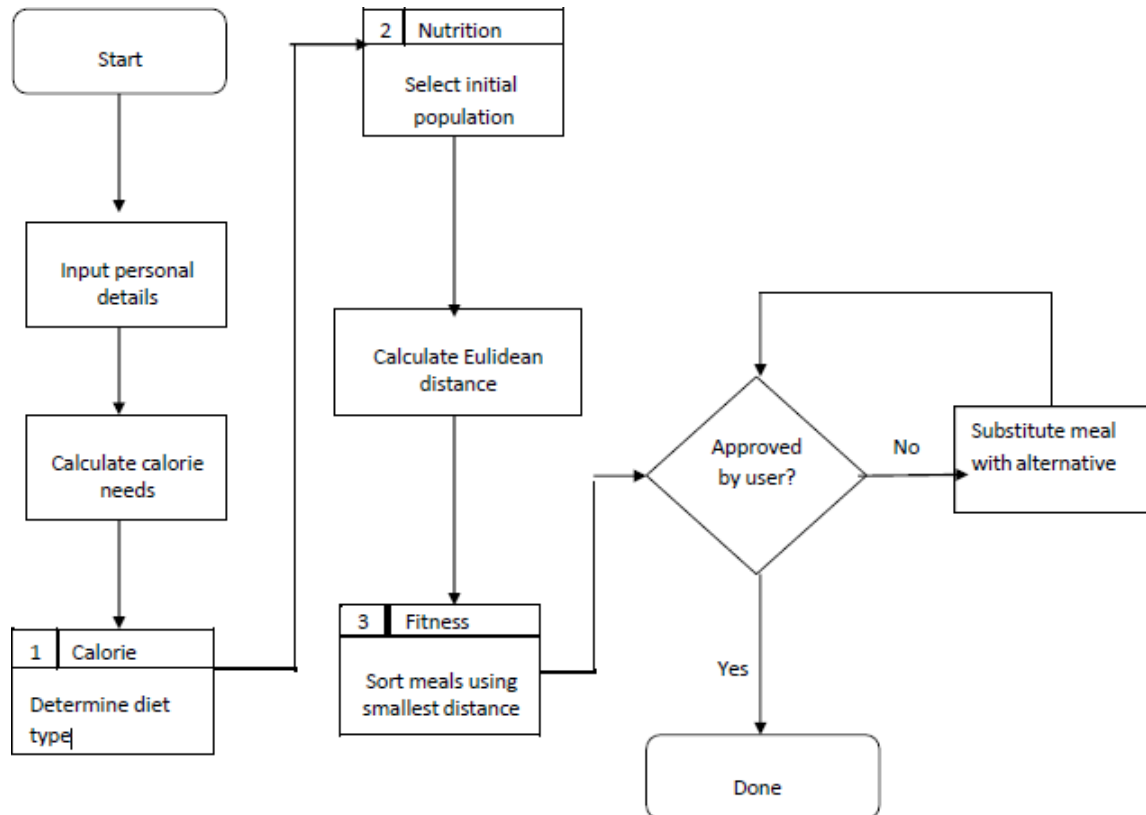 Start
Input personal
details
Calculate calorie
needs
1 Calorie
Determine diet
type
2 Nutrition
Select initial
population
Calculate Eulidean
distance
3 Fitness
Sort meals using
smallest distance
Approved
by user?
No
Substitute meal
with alternative
Yes
Done